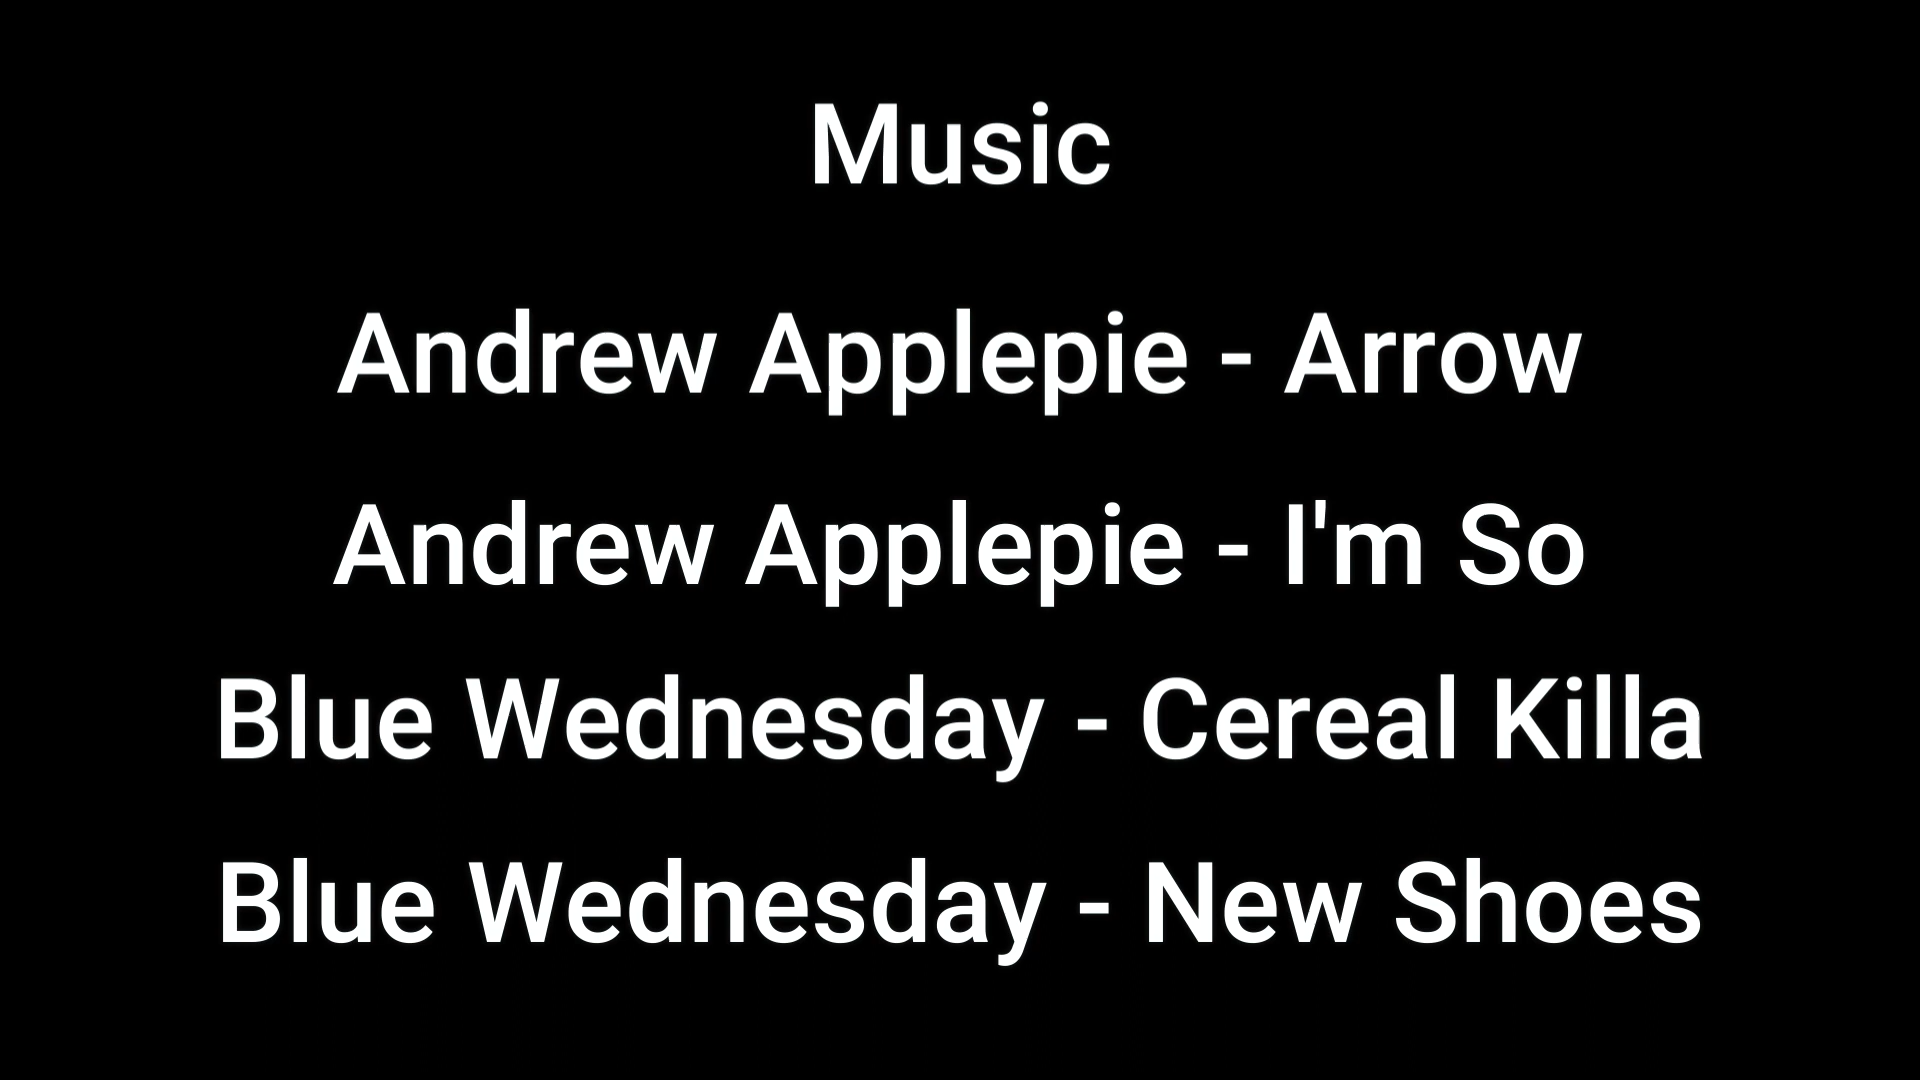 Music
Andrew Applepie - Arrow
Andrew Applepie - I'm So
Blue Wednesday - Cereal Killa
Blue Wednesday - New Shoes